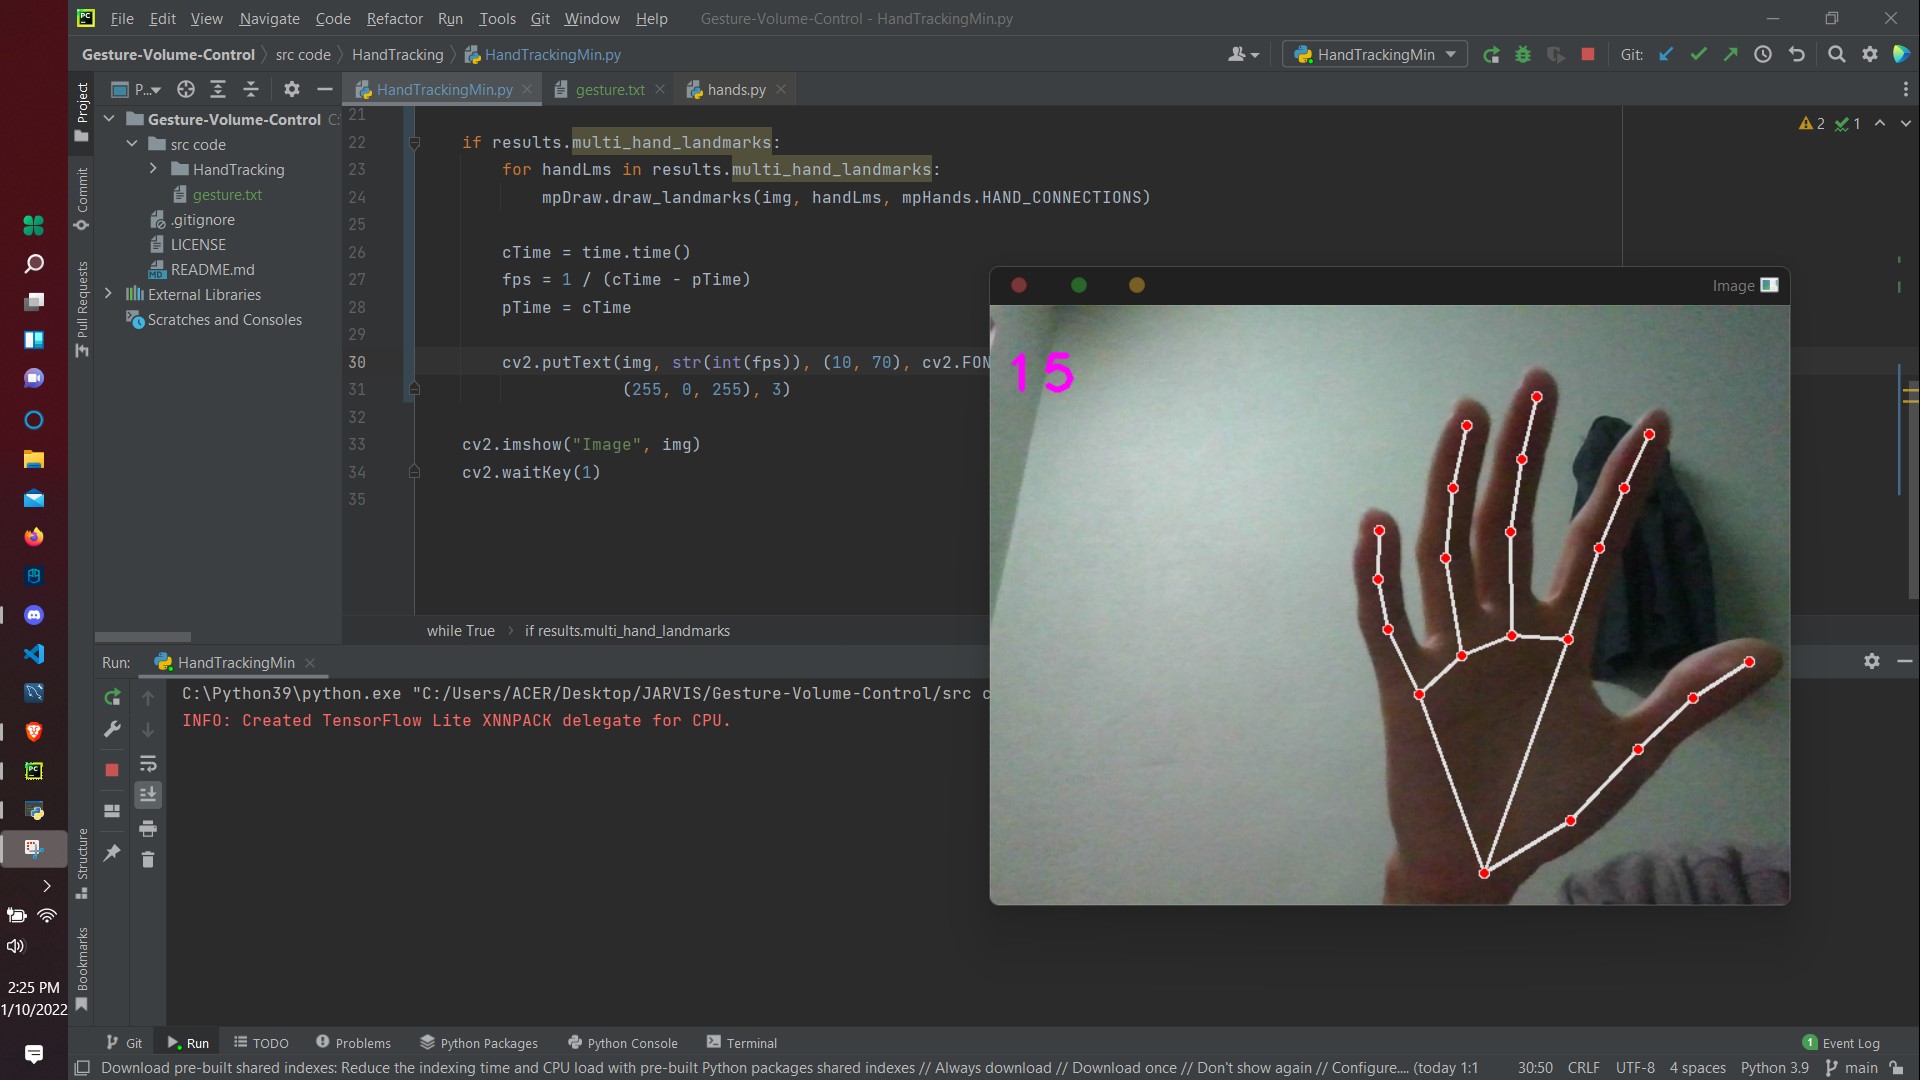 File Edit View Navigate Code Refactor Run Tools Git Window Help Gesture-Volume-Control - HandTrackingMin.py
Gesture-Volume-Control src code HandTracking HandTrackingMin.py HandTrackingMin Git:
P... HandTrackingMin.py gesture.txt hands.py
Project
Commit
Pull Requests
Structure
Bookmarks
Gesture-Volume-Control C:
src code
HandTracking
gesture.txt
.gitignore
LICENSE
README.md
External Libraries
Scratches and Consoles
2 1
21
22 if results.multi_hand_landmarks:
23 for handLms in results.multi_hand_landmarks:
24 mpDraw.draw_landmarks(img, handLms, mpHands.HAND_CONNECTIONS)
25
26 cTime = time.time()
27 fps = 1 / (cTime - pTime)
28 pTime = cTime
29
30 cv2.putText(img, str(int(fps)), (10, 70), cv2.FON
31 (255, 0, 255), 3)
32
33 cv2.imshow("Image", img)
34 cv2.waitKey(1)
35
while True if results.multi_hand_landmarks
Image
15
Run: HandTrackingMin
C:\Python39\python.exe "C:/Users/ACER/Desktop/JARVIS/Gesture-Volume-Control/src c
INFO: Created TensorFlow Lite XNNPACK delegate for CPU.
2:25 PM
1/10/2022
Git Run TODO Problems Python Packages Python Console Terminal 1 Event Log
Download pre-built shared indexes: Reduce the indexing time and CPU load with pre-built Python packages shared indexes // Always download // Download once // Don't show again // Configure.... (today 1:1 30:50 CRLF UTF-8 4 spaces Python 3.9 main